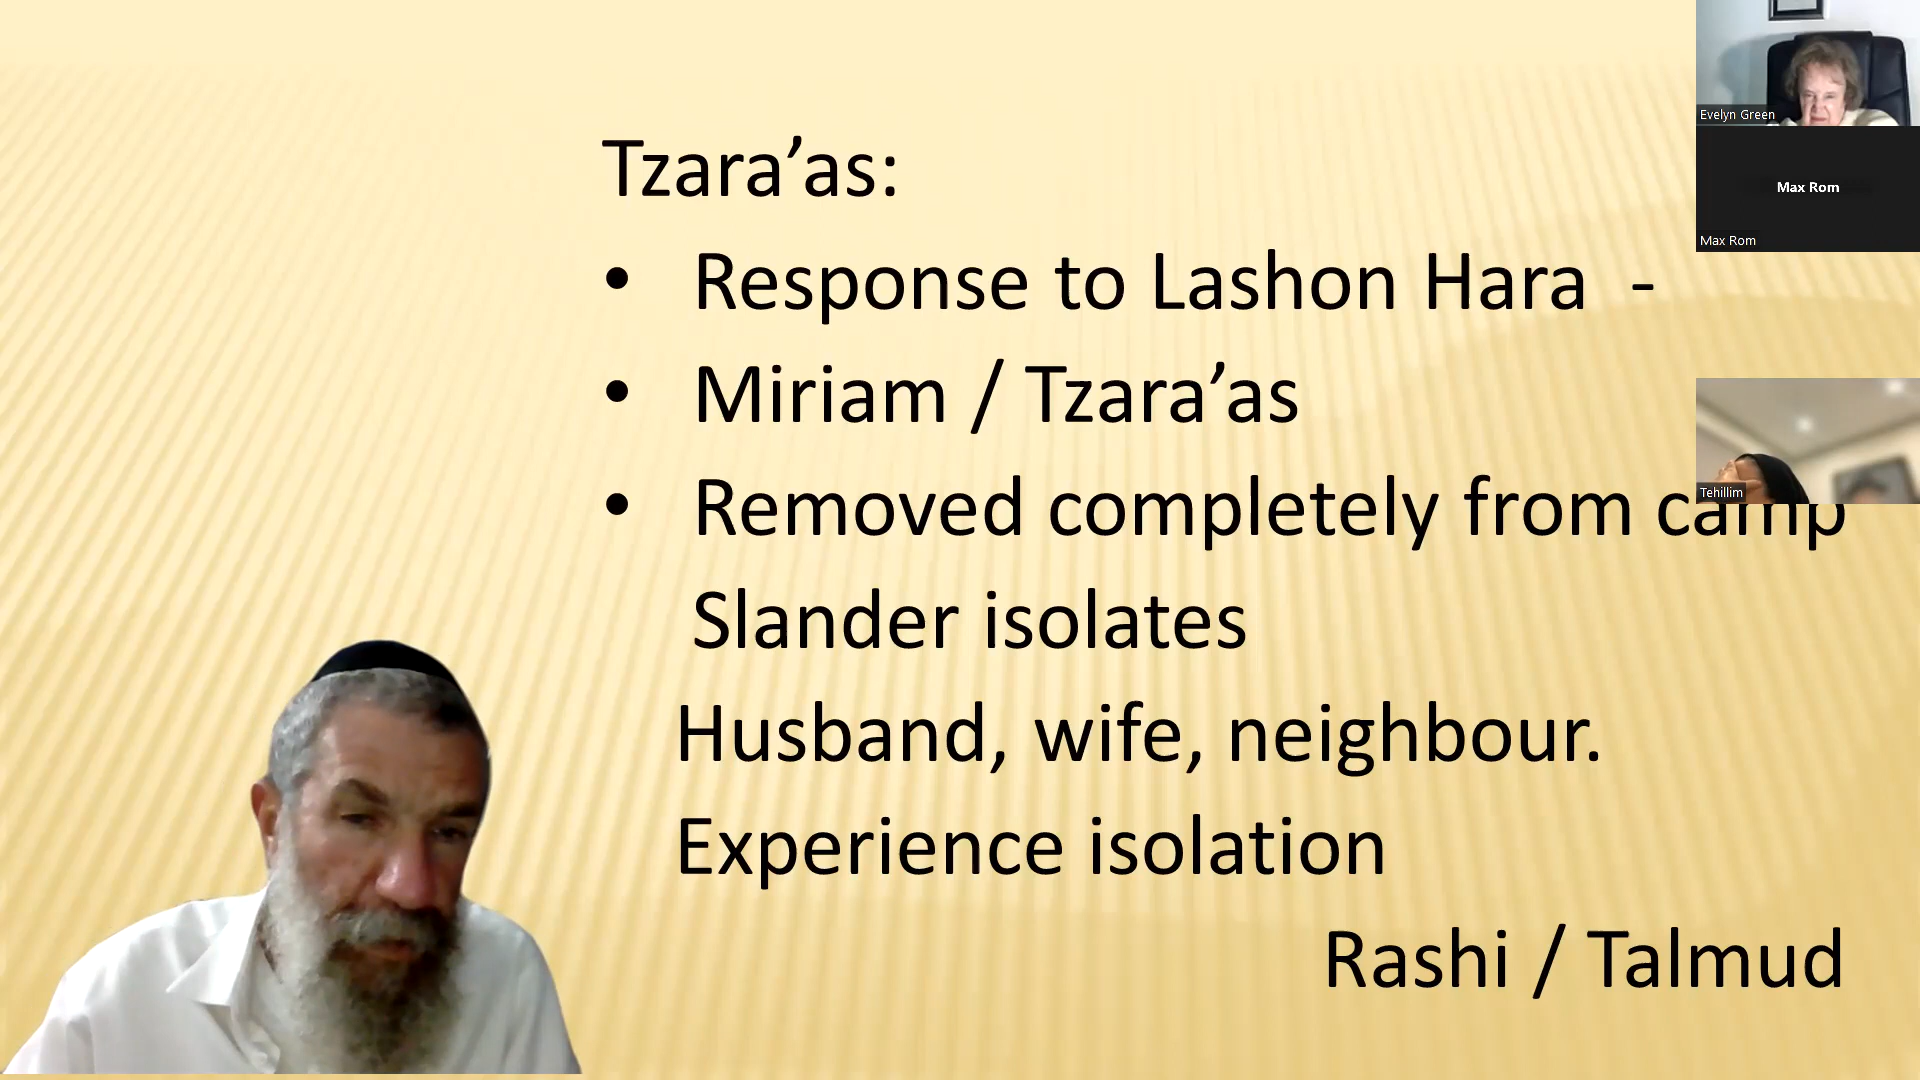 Tzara’as:
• Response to Lashon Hara -
• Miriam / Tzara’as
• Removed completely from camp
Slander isolates
Husband, wife, neighbour.
Experience isolation
Rashi / Talmud
Evelyn Green
Max Rom
Max Rom
Tehillim